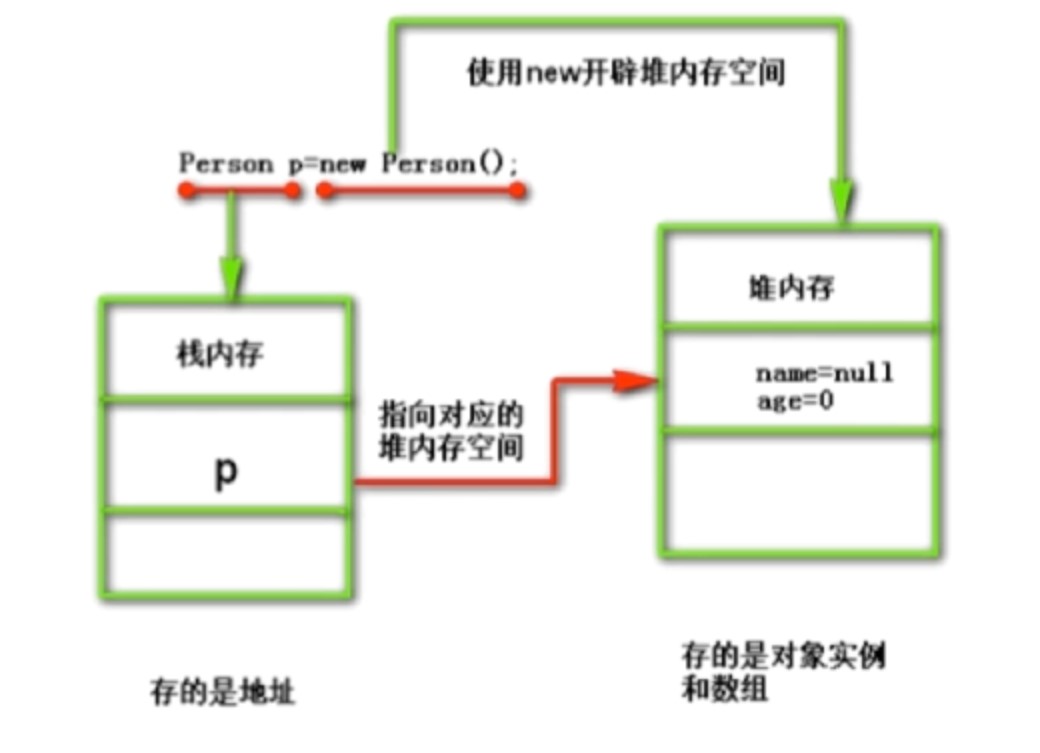 使用new开辟堆内存空间
Person p=new Person();
堆内存
栈内存
name=null
age=0
指向对应的
堆内存空间
p
存的是对象实例
和数组
存的是地址